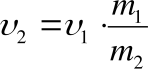 υ₂ = υ₁ · m₁/m₂